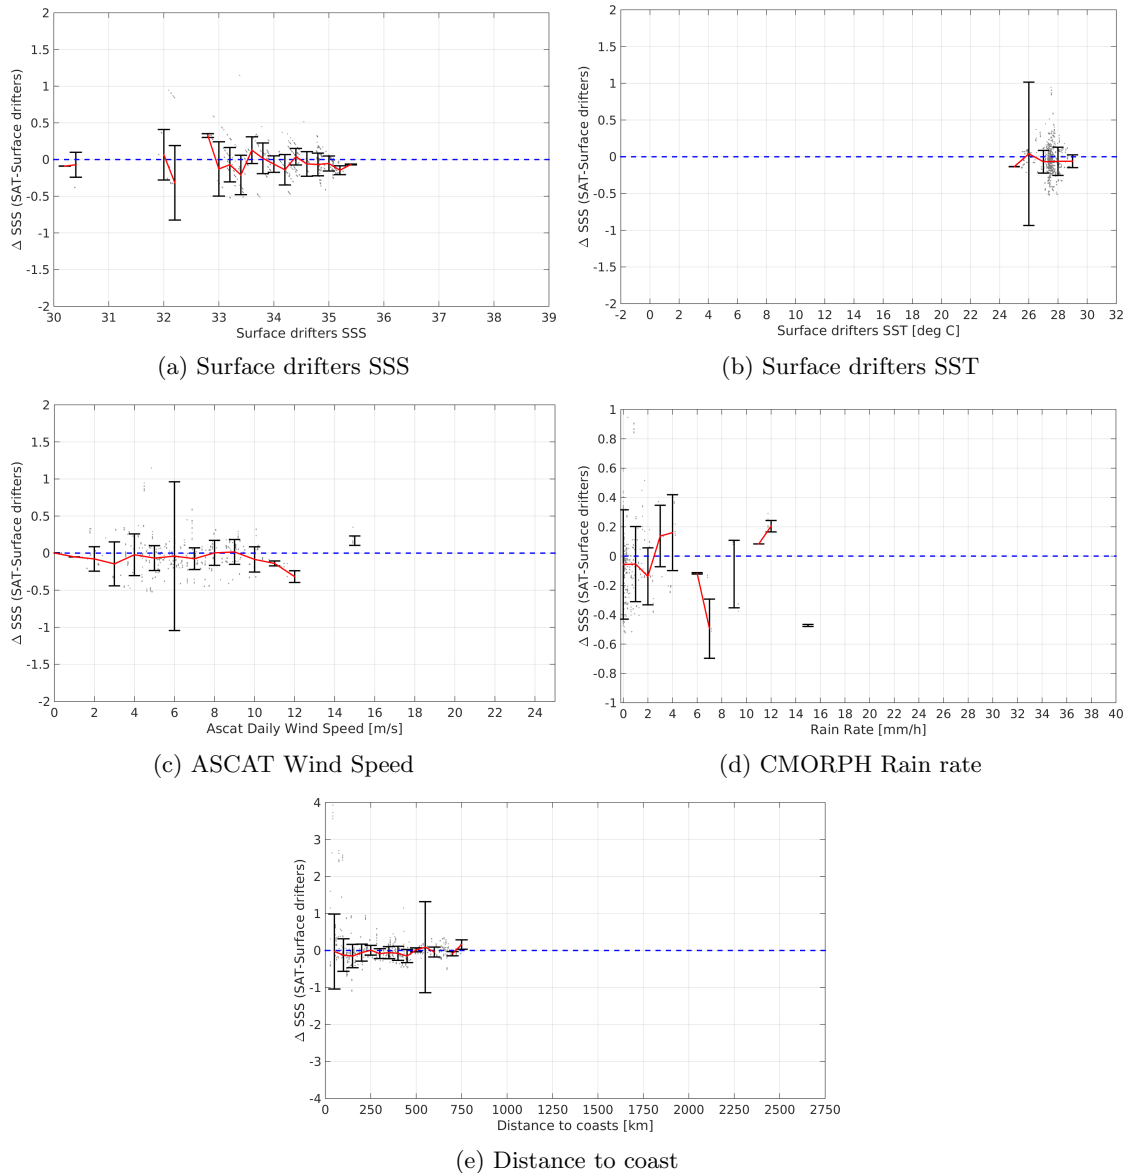 2
1.5
1
0.5
0
-0.5
-1
-1.5
-2
Δ SSS (SAT-Surface drifters)
30 31 32 33 34 35 36 37 38 39
Surface drifters SSS
(a) Surface drifters SSS
2
1.5
1
0.5
0
-0.5
-1
-1.5
-2
Δ SSS (SAT-Surface drifters)
-2 0 2 4 6 8 10 12 14 16 18 20 22 24 26 28 30 32
Surface drifters SST [deg C]
(b) Surface drifters SST
2
1.5
1
0.5
0
-0.5
-1
-1.5
-2
Δ SSS (SAT-Surface drifters)
0 2 4 6 8 10 12 14 16 18 20 22 24
Ascat Daily Wind Speed [m/s]
(c) ASCAT Wind Speed
1
0.8
0.6
0.4
0.2
0
-0.2
-0.4
-0.6
-0.8
-1
Δ SSS (SAT-Surface drifters)
0 2 4 6 8 10 12 14 16 18 20 22 24 26 28 30 32 34 36 38 40
Rain Rate [mm/h]
(d) CMORPH Rain rate
4
3
2
1
0
-1
-2
-3
-4
Δ SSS (SAT-Surface drifters)
0 250 500 750 1000 1250 1500 1750 2000 2250 2500 2750
Distance to coasts [km]
(e) Distance to coast